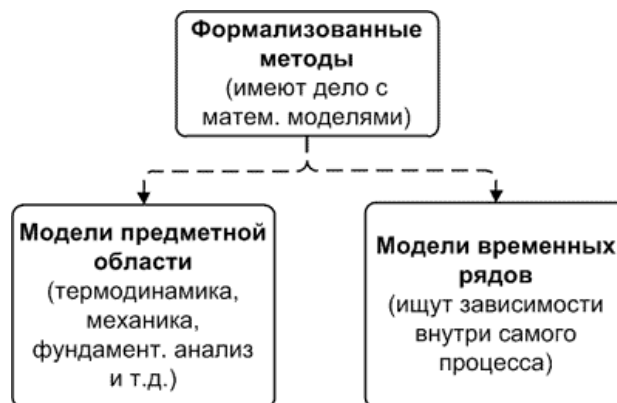 Формализованные
методы
(имеют дело с
матем. моделями)
Модели предметной
области
(термодинамика,
механика,
фундамент. анализ
и т.д.)
Модели временных
рядов
(ищут зависимости
внутри самого
процесса)